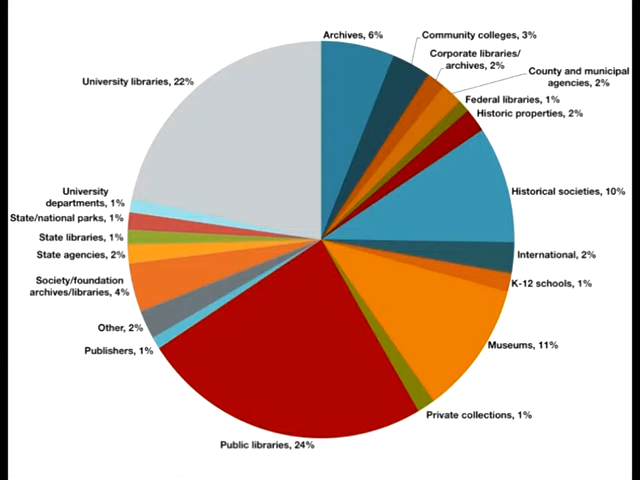 Archives, 6%
Community colleges, 3%
Corporate libraries/
archives, 2%
County and municipal
agencies, 2%
Federal libraries, 1%
Historic properties, 2%
Historical societies, 10%
International, 2%
K-12 schools, 1%
Museums, 11%
Private collections, 1%
Public libraries, 24%
Publishers, 1%
Other, 2%
Society/foundation
archives/libraries, 4%
State agencies, 2%
State libraries, 1%
State/national parks, 1%
University
departments, 1%
University libraries, 22%